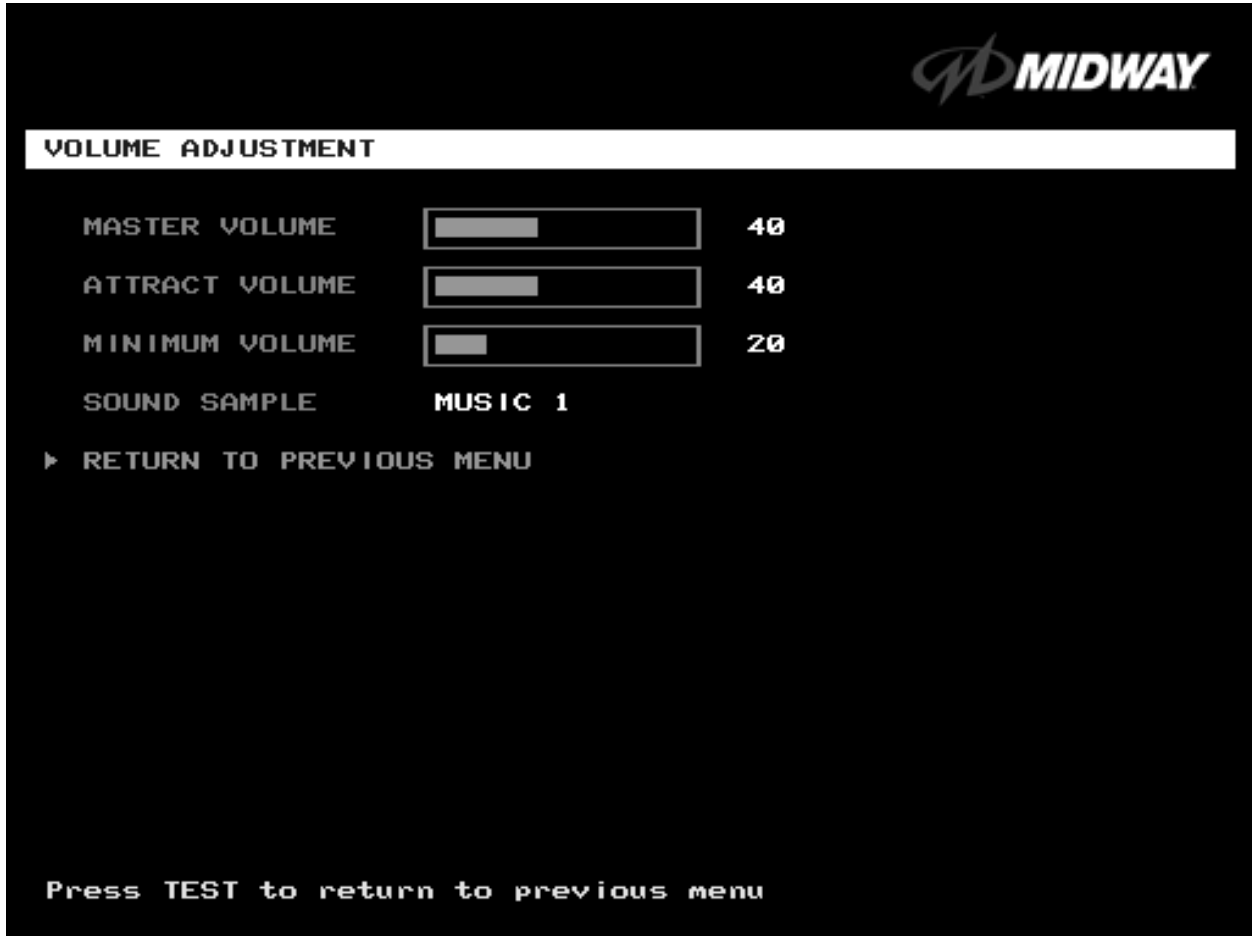 MIDWAY
VOLUME ADJUSTMENT
MASTER VOLUME 40
ATTRACT VOLUME 40
MINIMUM VOLUME 20
SOUND SAMPLE MUSIC 1
RETURN TO PREVIOUS MENU
Press TEST to return to previous menu